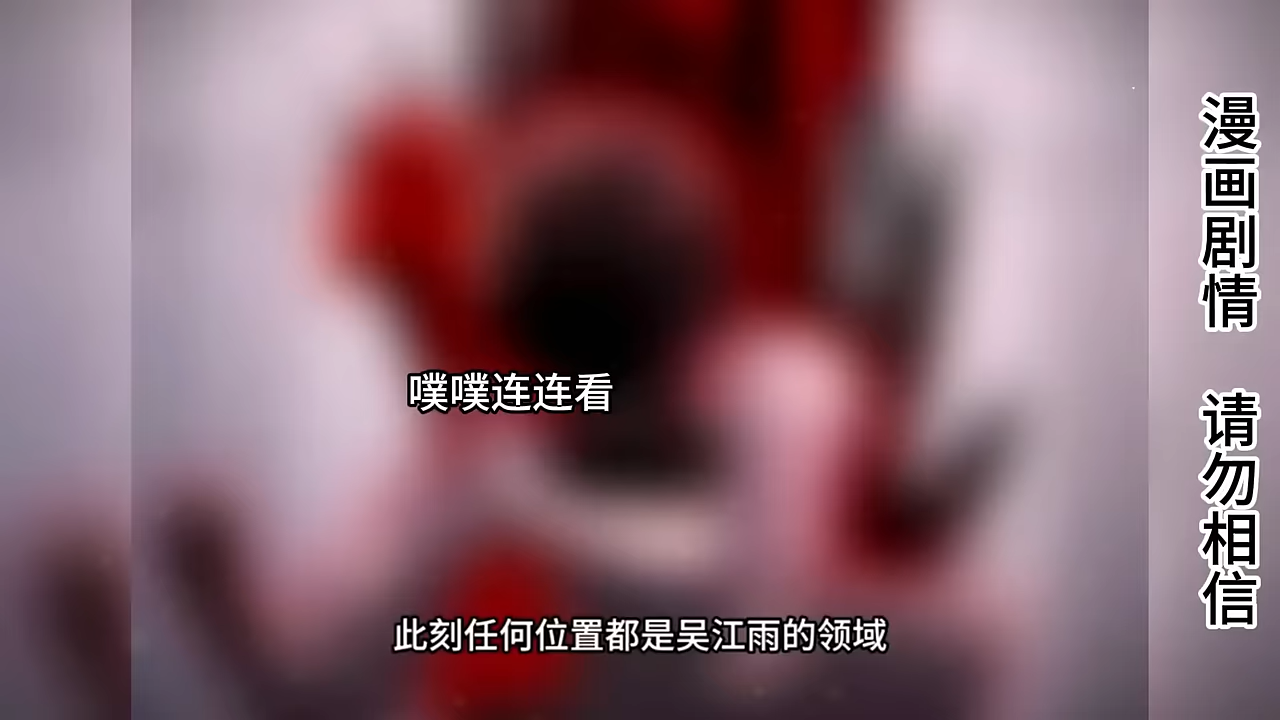 漫画剧情 请勿相信
噗噗连连看
此刻任何位置都是吴江雨的领域